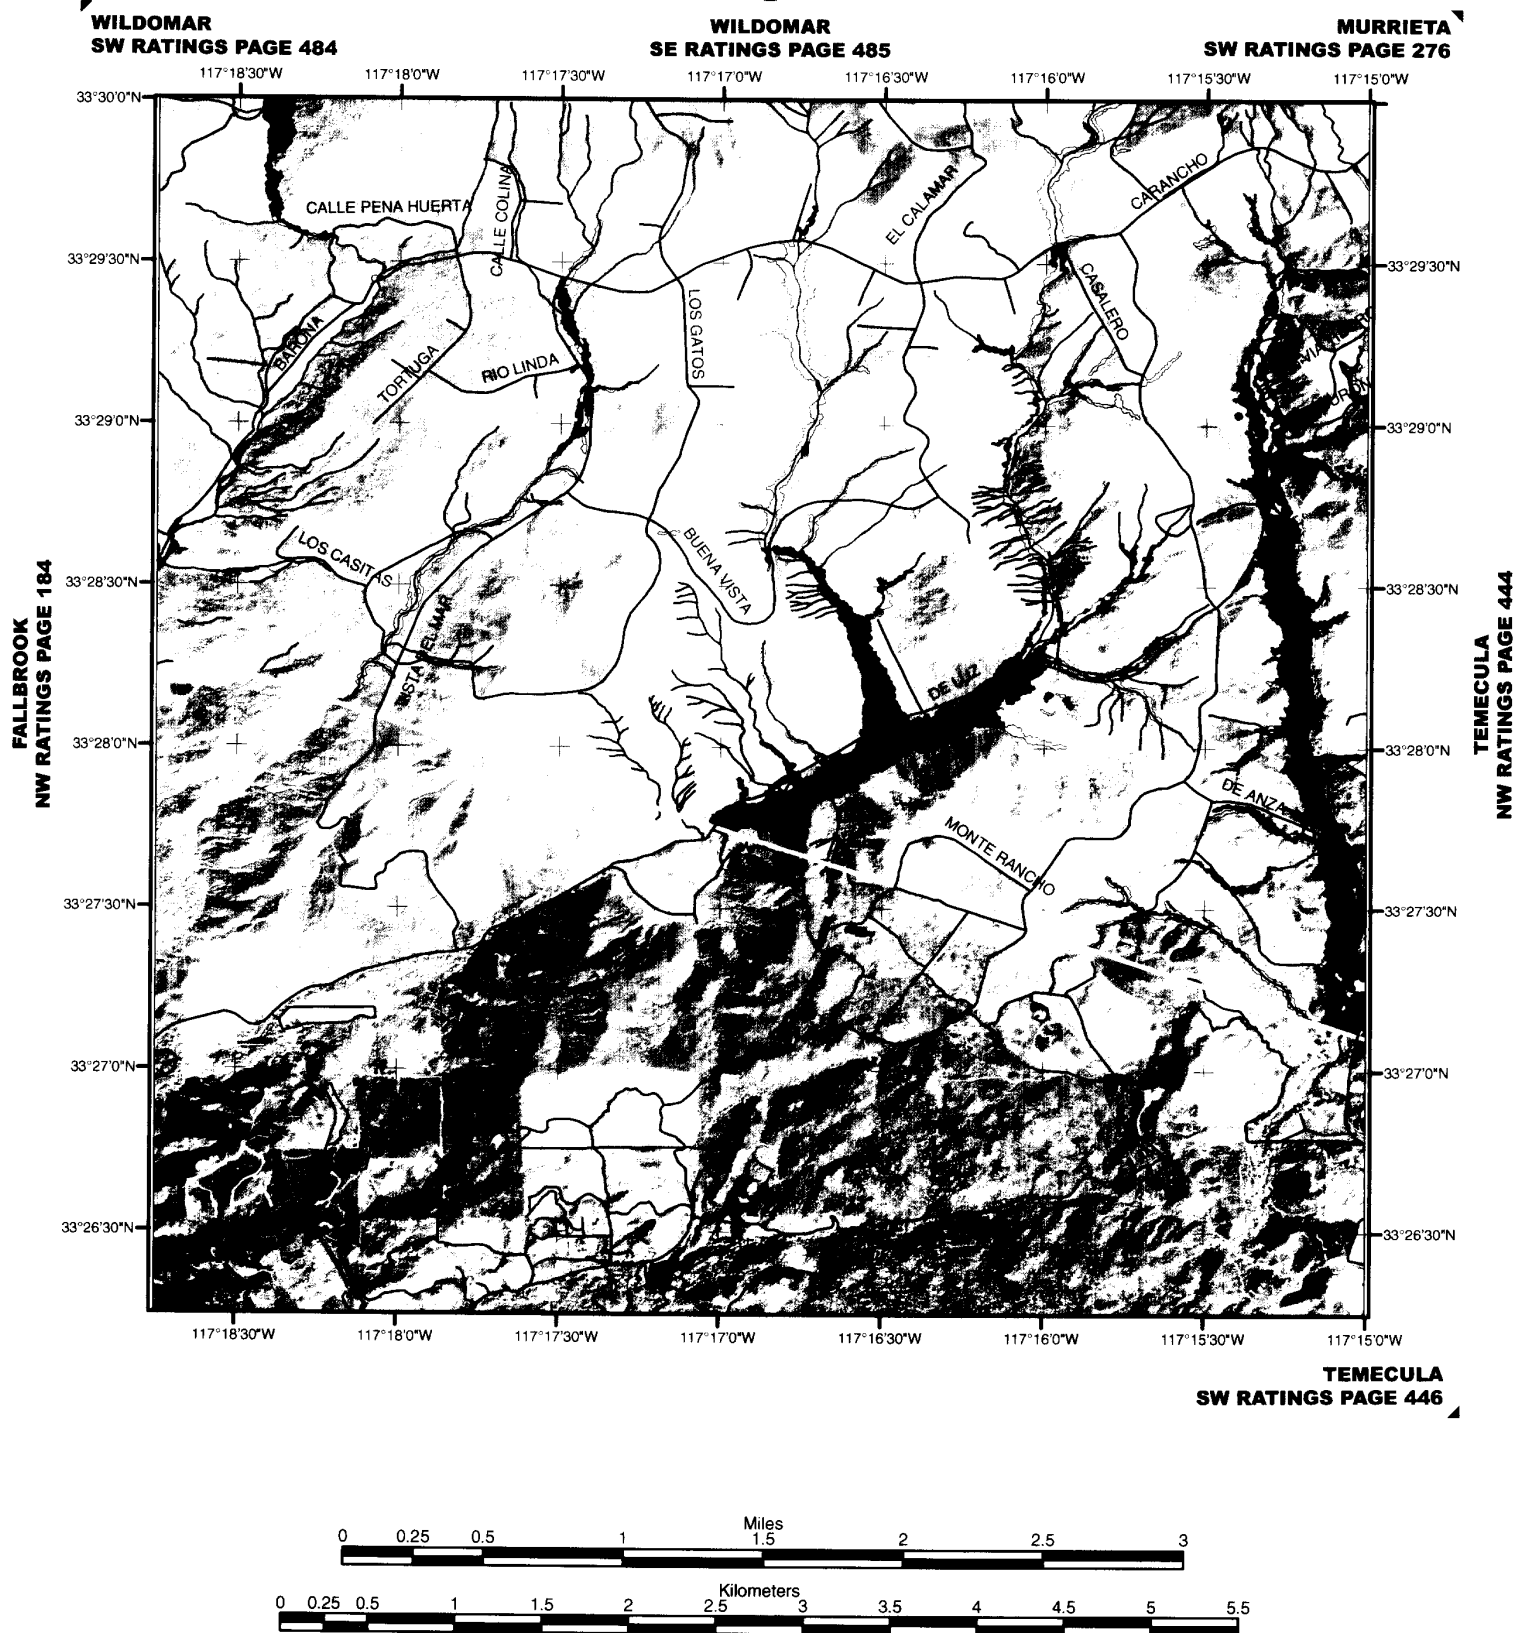 WILDOMAR
SW RATINGS PAGE 484
WILDOMAR
SE RATINGS PAGE 485
MURRIETA
SW RATINGS PAGE 276
117°18'30"W 117°18'0"W 117°17'30"W 117°17'0"W 117°16'30"W 117°16'0"W 117°15'30"W 117°15'0"W
33°30'0"N
CALLE PENA HUERTA
CALLE COLINA
EL CALAMAR
CARANCHO
33°29'30"N
33°29'30"N
BARONA
TORTUGA
RIO LINDA
LOS GATOS
CASALERO
33°29'0"N
33°29'0"N
LOS CASITAS
BUENA VISTA
33°28'30"N
33°28'30"N
DEL MAR
DE LUZ
33°28'0"N
33°28'0"N
DE ANZA
MONTE RANCHO
33°27'30"N
33°27'30"N
33°27'0"N
33°27'0"N
33°26'30"N
33°26'30"N
FALLBROOK
NW RATINGS PAGE 184
TEMECULA
NW RATINGS PAGE 444
117°18'30"W 117°18'0"W 117°17'30"W 117°17'0"W 117°16'30"W 117°16'0"W 117°15'30"W 117°15'0"W
TEMECULA
SW RATINGS PAGE 446
Miles
0 0.25 0.5 1 1.5 2 2.5 3
Kilometers
0 0.25 0.5 1 1.5 2 2.5 3 3.5 4 4.5 5 5.5